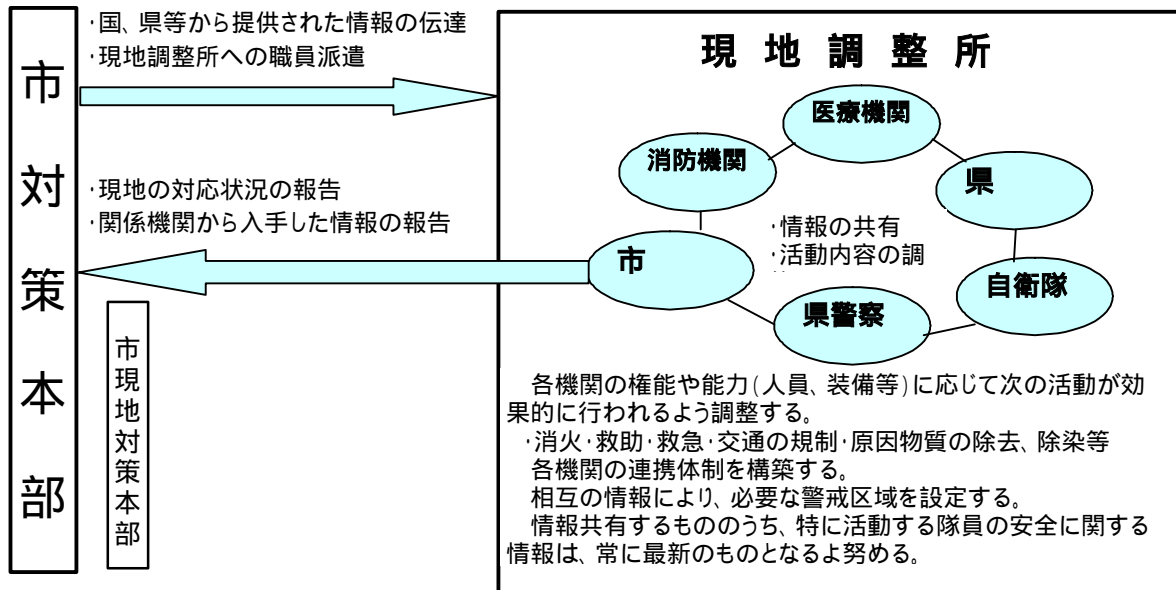 市対策本部
・国、県等から提供された情報の伝達
・現地調整所への職員派遣
・現地の対応状況の報告
・関係機関から入手した情報の報告
市現地対策本部
現地調整所
医療機関
消防機関
県
・情報の共有
・活動内容の調
市
自衛隊
県警察
各機関の権能や能力(人員、装備等)に応じて次の活動が効
果的に行われるよう調整する。
・消火・救助・救急・交通の規制・原因物質の除去、除染等
各機関の連携体制を構築する。
相互の情報により、必要な警戒区域を設定する。
情報共有するもののうち、特に活動する隊員の安全に関する
情報は、常に最新のものとなるよ努める。